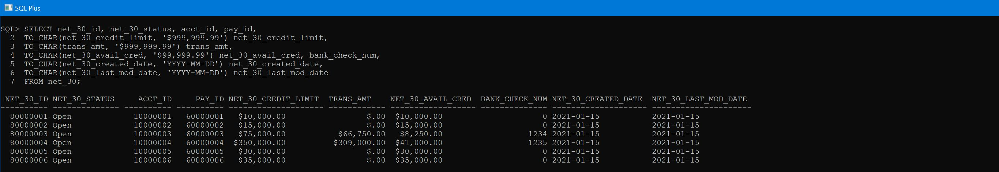 SQL Plus
SQL> SELECT net_30_id, net_30_status, acct_id, pay_id,
  2  TO_CHAR(net_30_credit_limit, '$999,999.99') net_30_credit_limit,
  3  TO_CHAR(trans_amt, '$999,999.99') trans_amt,
  4  TO_CHAR(net_30_avail_cred, '$99,999.99') net_30_avail_cred, bank_check_num,
  5  TO_CHAR(net_30_created_date, 'YYYY-MM-DD') net_30_created_date,
  6  TO_CHAR(net_30_last_mod_date, 'YYYY-MM-DD') net_30_last_mod_date
  7  FROM net_30;
 NET_30_ID NET_30_STATUS     ACCT_ID     PAY_ID NET_30_CREDIT_LIMIT  TRANS_AMT    NET_30_AVAIL_CRED  BANK_CHECK_NUM NET_30_CREATED_DATE  NET_30_LAST_MOD_DATE
---------- -------------- ---------- ---------- -------------------- ------------ ------------------ -------------- -------------------- ---------------------
  80000001 Open             10000001   60000001   $10,000.00                 $.00  $10,000.00                     0 2021-01-15           2021-01-15
  80000002 Open             10000002   60000002   $15,000.00                 $.00  $15,000.00                     0 2021-01-15           2021-01-15
  80000003 Open             10000003   60000003   $75,000.00           $66,750.00   $8,250.00                  1234 2021-01-15           2021-01-15
  80000004 Open             10000004   60000004  $350,000.00          $309,000.00  $41,000.00                  1235 2021-01-15           2021-01-15
  80000005 Open             10000005   60000005   $30,000.00                 $.00  $30,000.00                     0 2021-01-15           2021-01-15
  80000006 Open             10000006   60000006   $35,000.00                 $.00  $35,000.00                     0 2021-01-15           2021-01-15